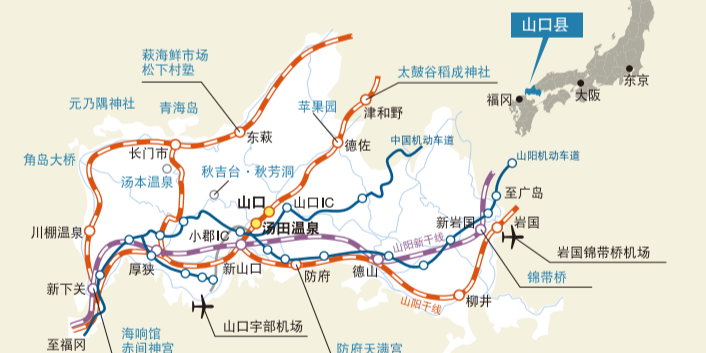 山口县
福冈
大阪
东京
萩海鲜市场
松下村塾
太皷谷稻成神社
元乃隅神社
青海岛
苹果园
津和野
东萩
德佐
中国机动车道
山阳机动车道
角岛大桥
长门市
汤本温泉
秋吉台・秋芳洞
至广岛
山口
山口IC
汤田温泉
川棚温泉
小郡IC
新岩国
岩国
山阳新干线
岩国锦带桥机场
厚狭
新山口
防府
德山
锦带桥
新下关
山阳干线
柳井
山口宇部机场
至福冈
海响馆
赤间神宫
防府天满宫